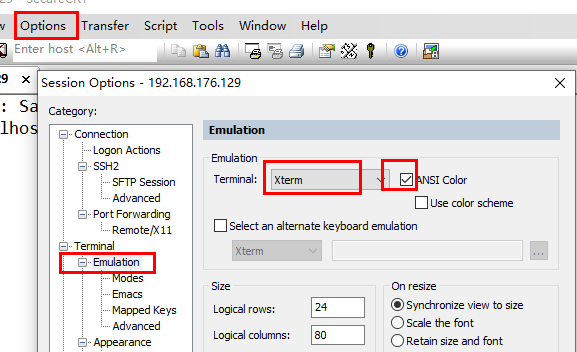 29 - SecureCRT
w Options Transfer Script Tools Window Help
Enter host <Alt+R>
29
Session Options - 192.168.176.129
: Sa
lhos
Category:
Connection
Logon Actions
SSH2
SFTP Session
Advanced
Port Forwarding
Remote/X11
Terminal
Emulation
Modes
Emacs
Mapped Keys
Advanced
Appearance
Emulation
Emulation
Terminal: Xterm ANSI Color
Use color scheme
Select an alternate keyboard emulation
Xterm ...
Size
Logical rows: 24
Logical columns: 80
On resize
Synchronize view to size
Scale the font
Retain size and font